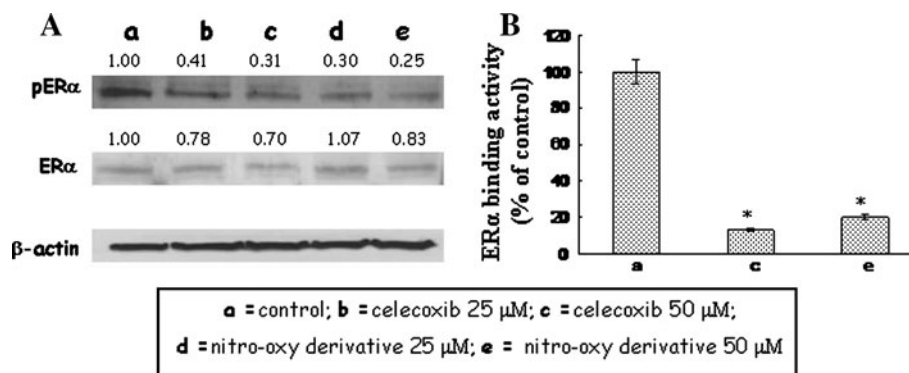 A
a b c d e
1.00 0.41 0.31 0.30 0.25
pERα
1.00 0.78 0.70 1.07 0.83
ERα
β-actin
B
ERα binding activity
(% of control)
120
100
80
60
40
20
0
* *
a c e
a =control; b =celecoxib 25 µM; c =celecoxib 50 µM;
d =nitro-oxy derivative 25 µM; e = nitro-oxy derivative 50 µM